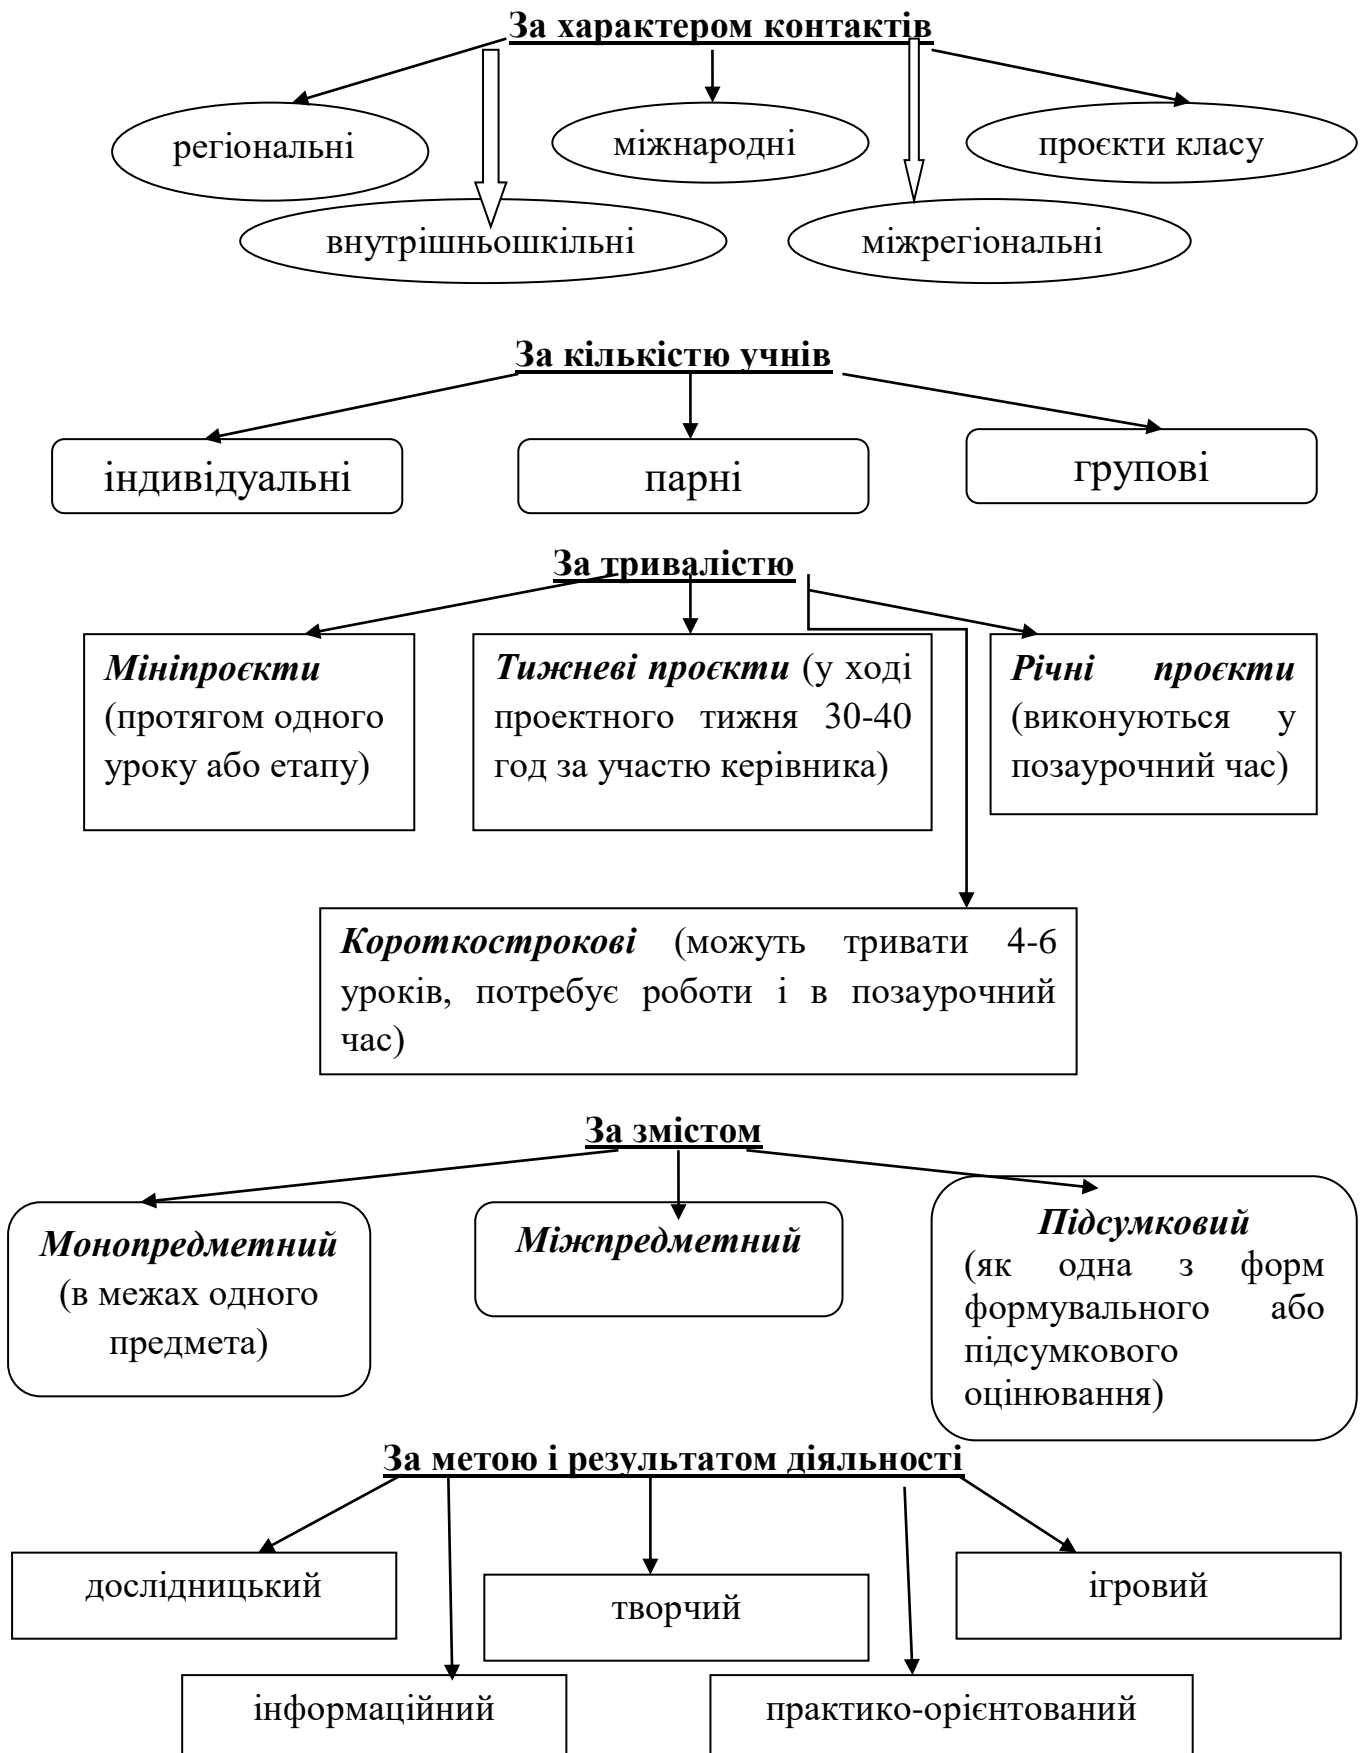 За характером контактів
регіональні
міжнародні
проєкти класу
внутрішньошкільні
міжрегіональні
За кількістю учнів
індивідуальні
парні
групові
За тривалістю
Мініпроєкти
(протягом одного
уроку або етапу)
Тижневі проєкти (у ході
проектного тижня 30-40
год за участю керівника)
Річні проєкти
(виконуються у
позаурочний час)
Короткострокові (можуть тривати 4-6
уроків, потребує роботи і в позаурочний
час)
За змістом
Монопредметний
(в межах одного
предмета)
Міжпредметний
Підсумковий
(як одна з форм
формувального або
підсумкового
оцінювання)
За метою і результатом діяльності
дослідницький
творчий
ігровий
інформаційний
практико-орієнтований